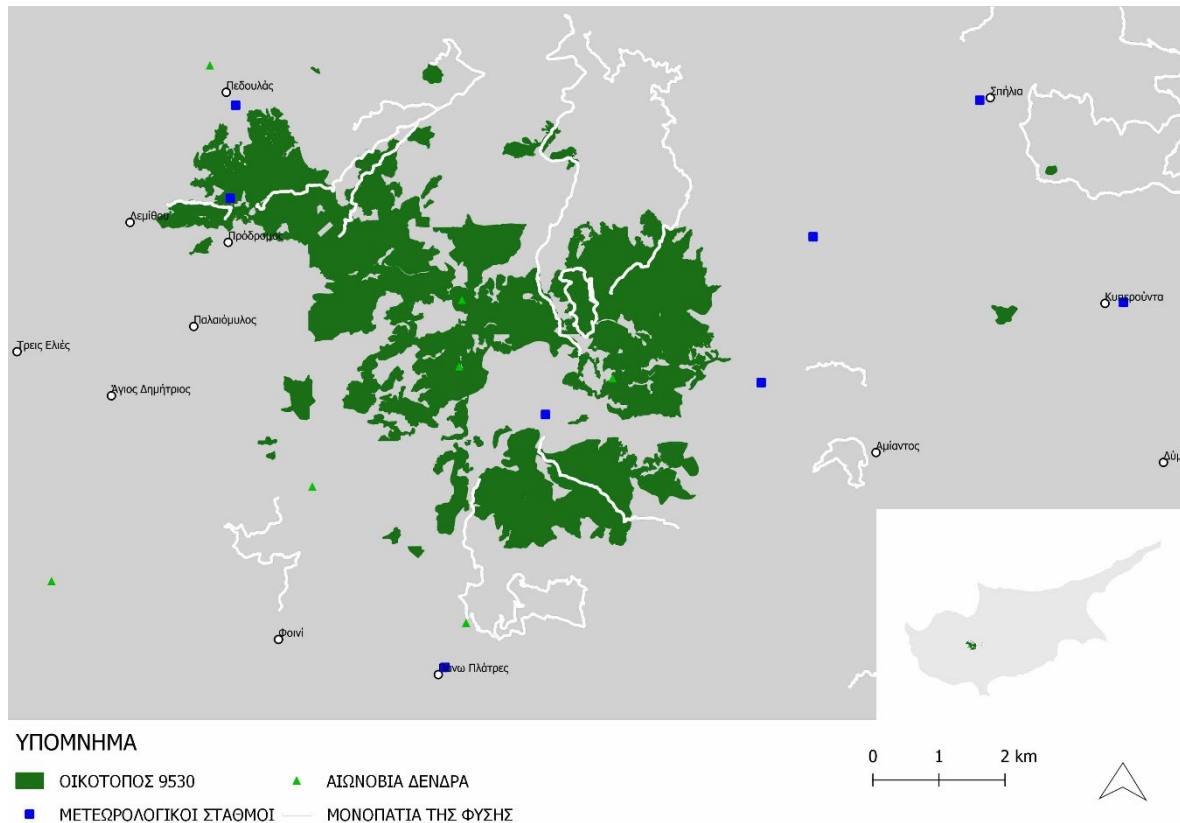 Πεδουλάς
Σπήλια
Λεμίθου
Πρόδρομος
Κυπερούντα
Παλαιόμυλος
Τρεις Ελιές
Άγιος Δημήτριος
Αμίαντος
Φοινί
Πλάτρες
ΥΠΟΜΝΗΜΑ
0 1 2 km
ΟΙΚΟΤΟΠΟΣ 9530
ΑΙΩΝΟΒΙΑ ΔΕΝΔΡΑ
ΜΕΤΕΩΡΟΛΟΓΙΚΟΙ ΣΤΑΘΜΟΙ
ΜΟΝΟΠΑΤΙΑ ΤΗΣ ΦΥΣΗΣ